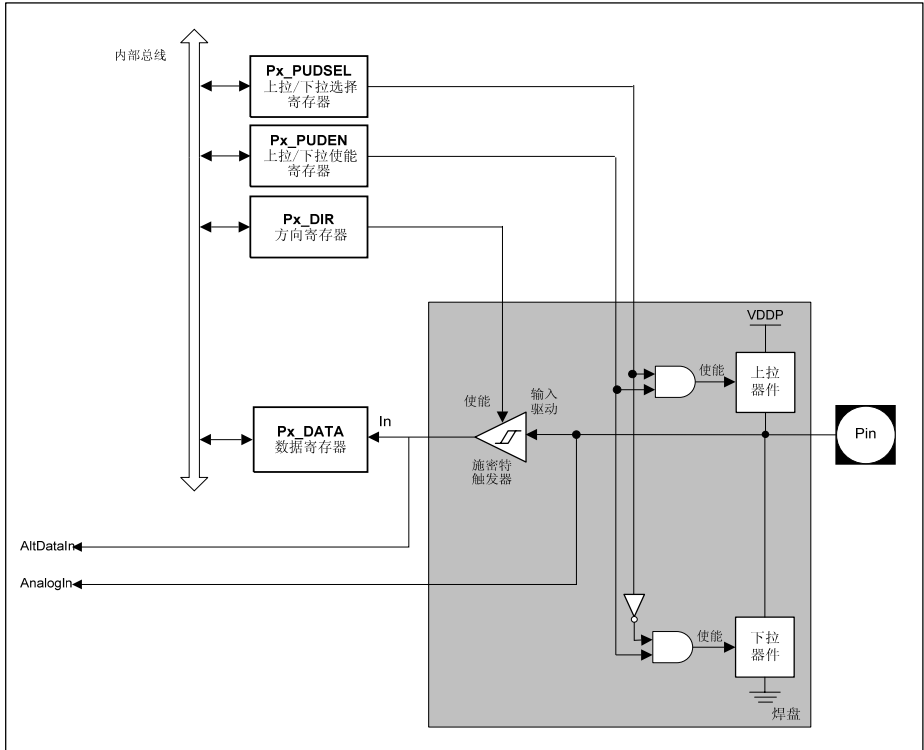 内部总线
Px_PUDSEL
上拉/下拉选择
寄存器
Px_PUDEN
上拉/下拉使能
寄存器
Px_DIR
方向寄存器
VDDP
使能
上拉
器件
使能
输入
驱动
In
Px_DATA
数据寄存器
施密特
触发器
Pin
AltDataIn
AnalogIn
使能
下拉
器件
焊盘